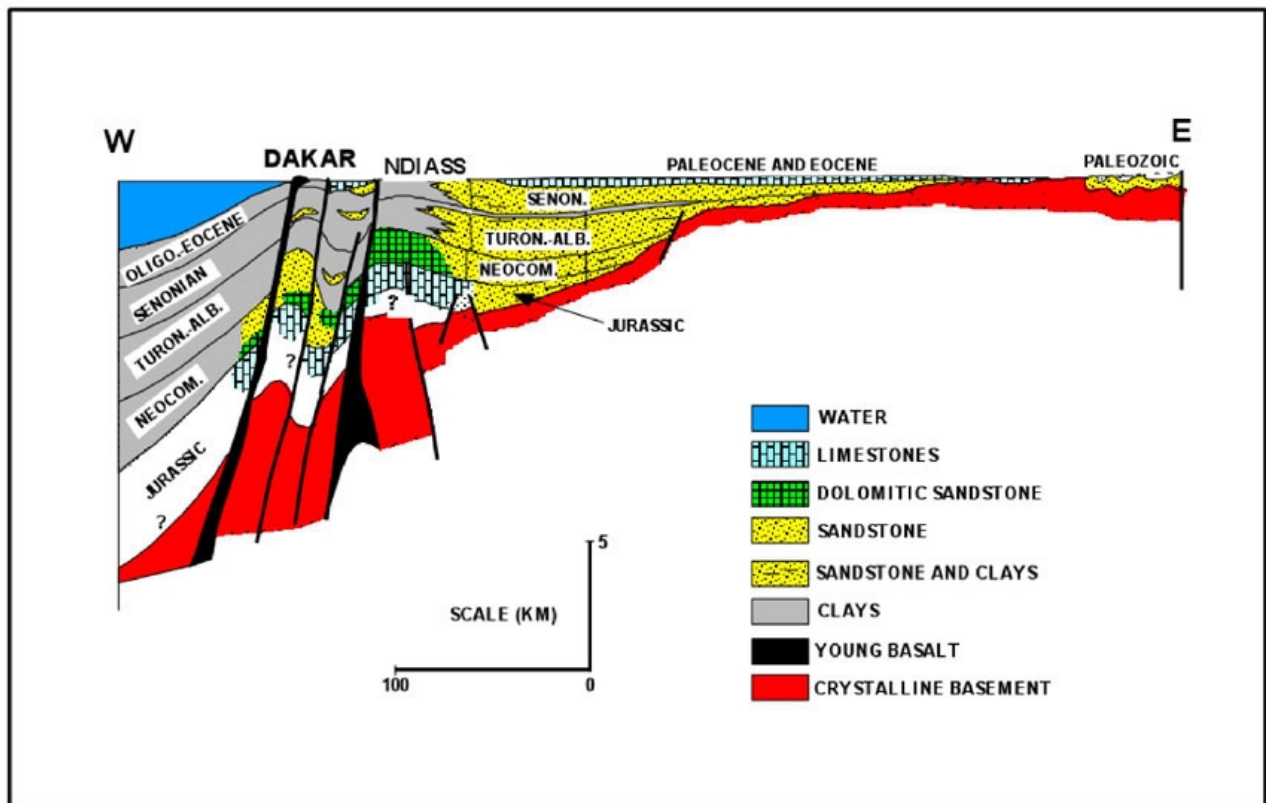 W
E
DAKAR
NDIASS
PALEOCENE AND EOCENE
PALEOZOIC
OLIGO.-EOCENE
SENONIAN
TURON.-ALB.
NEOCOM.
JURASSIC
?
?
?
SENON.
TURON.-ALB.
NEOCOM.
JURASSIC
WATER
LIMESTONES
DOLOMITIC SANDSTONE
SANDSTONE
SANDSTONE AND CLAYS
CLAYS
YOUNG BASALT
CRYSTALLINE BASEMENT
5
SCALE (KM)
100
0